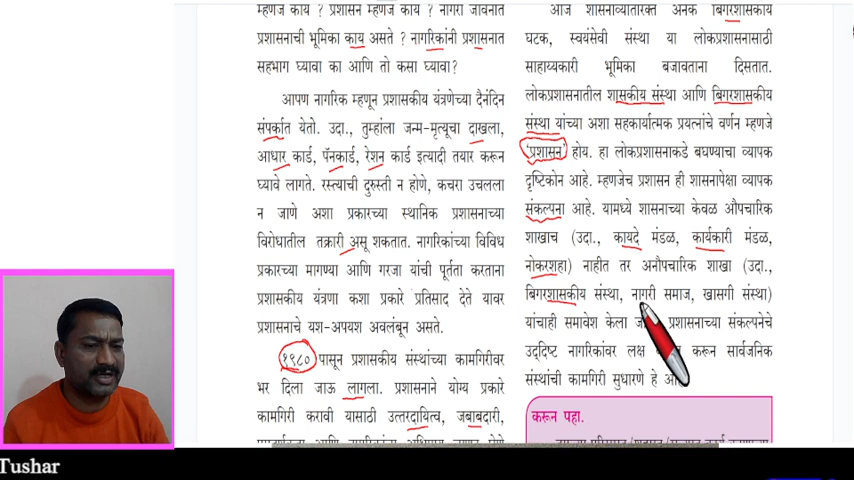 म्हणजे काय ? प्रशासन म्हणजे काय ? नागरी जीवनात
प्रशासनाची भूमिका काय असते ? नागरिकांनी प्रशासनात
सहभाग घ्यावा का आणि तो कसा घ्यावा?
आपण नागरिक म्हणून प्रशासकीय यंत्रणेच्या दैनंदिन
संपर्कात येतो. उदा., तुम्हांला जन्म-मृत्यूचा दाखला,
आधार कार्ड, पॅनकार्ड, रेशन कार्ड इत्यादी तयार करून
घ्यावे लागते. रस्त्याची दुरुस्ती न होणे, कचरा उचलला
न जाणे अशा प्रकारच्या स्थानिक प्रशासनाच्या
विरोधातील तक्रारी असू शकतात. नागरिकांच्या विविध
प्रकारच्या मागण्या आणि गरजा यांची पूर्तता करताना
प्रशासकीय यंत्रणा कशा प्रकारे प्रतिसाद देते यावर
प्रशासनाचे यश-अपयश अवलंबून असते.
१९८० पासून प्रशासकीय संस्थांच्या कामगिरीवर
भर दिला जाऊ लागला. प्रशासनाने योग्य प्रकारे
कामगिरी करावी यासाठी उत्तरदायित्व, जबाबदारी,
आज शासनाव्यतिरिक्त अनेक बिगरशासकीय
घटक, स्वयंसेवी संस्था या लोकप्रशासनासाठी
साहाय्यकारी भूमिका बजावताना दिसतात.
लोकप्रशासनातील शासकीय संस्था आणि बिगरशासकीय
संस्था यांच्या अशा सहकार्यात्मक प्रयत्नांचे वर्णन म्हणजे
'प्रशासन' होय. हा लोकप्रशासनाकडे बघण्याचा व्यापक
दृष्टिकोन आहे. म्हणजेच प्रशासन ही शासनापेक्षा व्यापक
संकल्पना आहे. यामध्ये शासनाच्या केवळ औपचारिक
शाखाच (उदा., कायदे मंडळ, कार्यकारी मंडळ,
नोकरशहा) नाहीत तर अनौपचारिक शाखा (उदा.,
बिगरशासकीय संस्था, नागरी समाज, खासगी संस्था)
यांचाही समावेश केला प्रशासनाच्या संकल्पनेचे
उद्दिष्ट नागरिकांवर लक्ष करून सार्वजनिक
संस्थांची कामगिरी सुधारणे हे
करून पहा.
Tushar